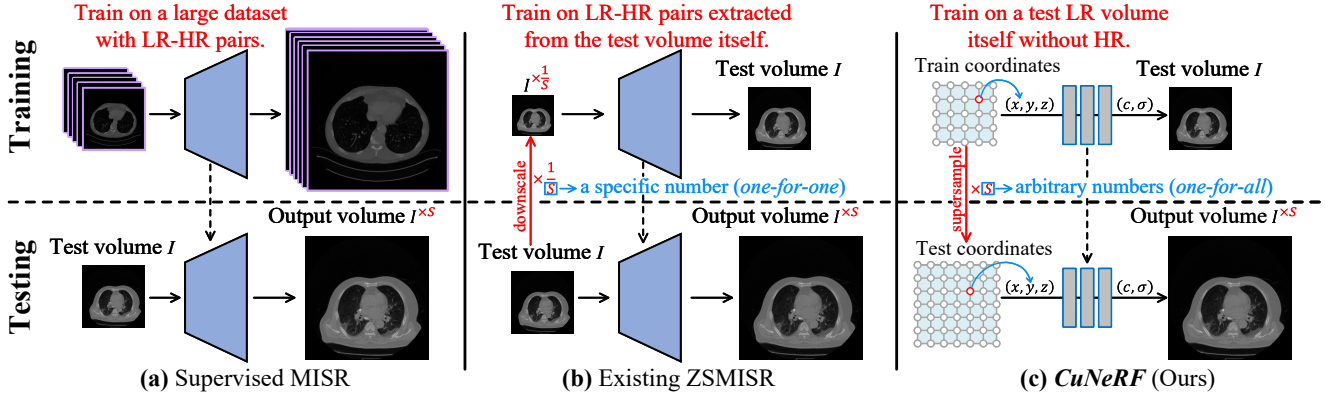 Training
Testing
Train on a large dataset
with LR-HR pairs.
Test volume I
Output volume I×S
(a) Supervised MISR
Train on LR-HR pairs extracted
from the test volume itself.
I×1/S
Test volume I
downscale
×1/S
a specific number (one-for-one)
Output volume I×S
Test volume I
(b) Existing ZSMISR
Train on a test LR volume
itself without HR.
Train coordinates
Test volume I
(x, y, z)
(c, σ)
supersample
×S
arbitrary numbers (one-for-all)
Output volume I×S
Test coordinates
(x, y, z)
(c, σ)
(c) CuNeRF (Ours)